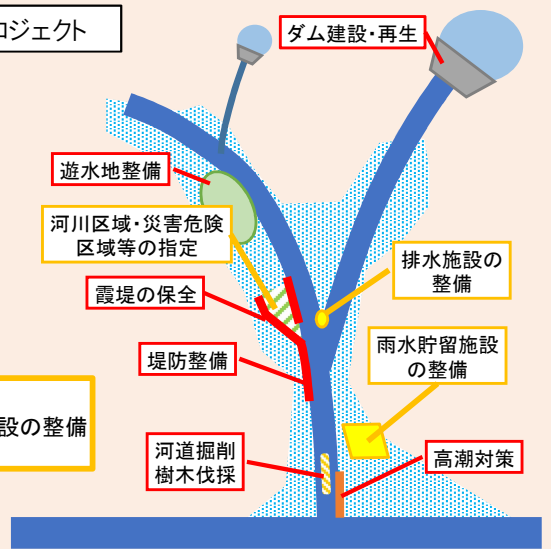 ロジェクト
ダム建設・再生
遊水地整備
河川区域・災害危険
区域等の指定
霞堤の保全
排水施設の
整備
堤防整備
雨水貯留施設
の整備
設の整備
河道掘削
樹木伐採
高潮対策